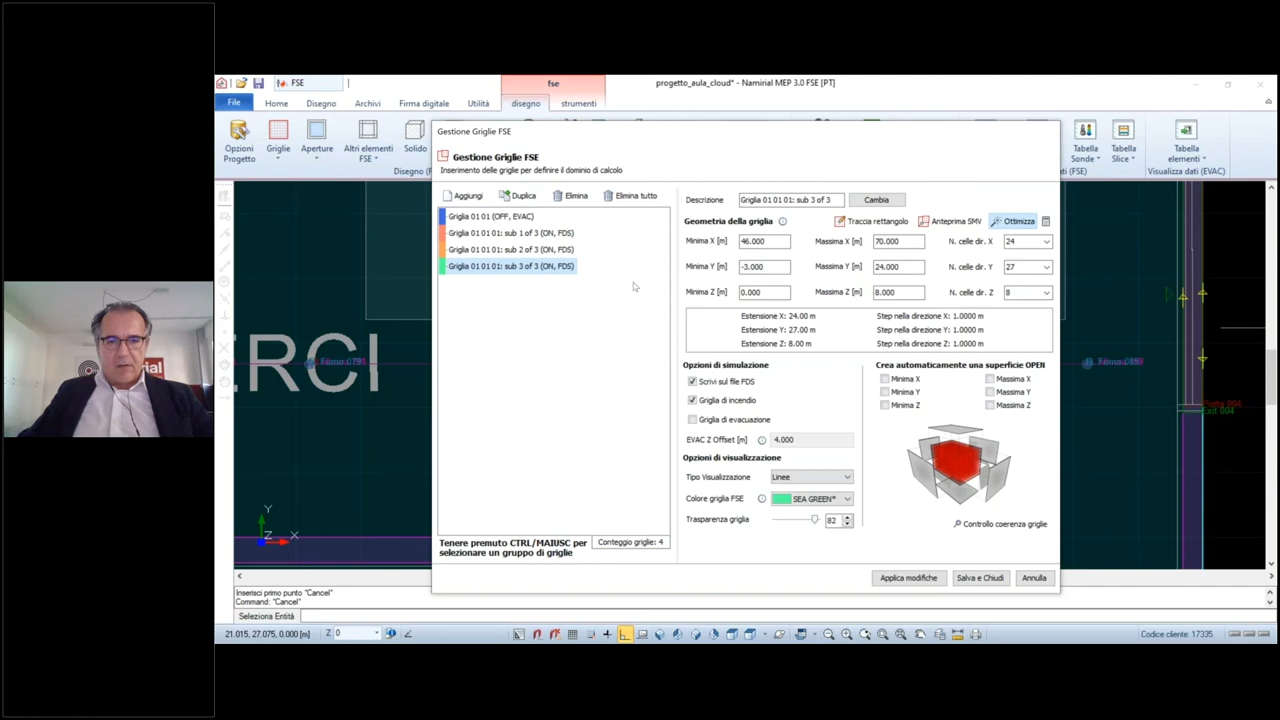 FSE
fse
progetto_aula_cloud* - Namirial MEP 3.0 FSE [PT]
File
Home
Disegno
Archivi
Firma digitale
Utilità
disegno
strumenti
Opzioni Progetto
Griglie
Aperture
Altri elementi FSE
Solido
Tabella Sonde
Tabella Slice
Tabella elementi
Disegno (F
ti (FSE)
Visualizza dati (EVAC)
Gestione Griglie FSE
Gestione Griglie FSE
Inserimento delle griglie per definire il dominio di calcolo
Aggiungi
Duplica
Elimina
Elimina tutto
Griglia 01 01 (OFF, EVAC)
Griglia 01 01 01: sub 1 of 3 (ON, FDS)
Griglia 01 01 01: sub 2 of 3 (ON, FDS)
Griglia 01 01 01: sub 3 of 3 (ON, FDS)
Tenere premuto CTRL/MAIUSC per selezionare un gruppo di griglie
Conteggio griglie: 4
Descrizione
Griglia 01 01 01: sub 3 of 3
Cambia
Geometria della griglia
Traccia rettangolo
Anteprima SMV
Ottimizza
Minima X [m]
46.000
Massima X [m]
70.000
N. celle dir. X
24
Minima Y [m]
-3.000
Massima Y [m]
24.000
N. celle dir. Y
27
Minima Z [m]
0.000
Massima Z [m]
8.000
N. celle dir. Z
8
Estensione X: 24.00 m
Step nella direzione X: 1.0000 m
Estensione Y: 27.00 m
Step nella direzione Y: 1.0000 m
Estensione Z: 8.00 m
Step nella direzione Z: 1.0000 m
Opzioni di simulazione
Scrivi sul file FDS
Griglia di incendio
Griglia di evacuazione
EVAC Z Offset [m]
4.000
Opzioni di visualizzazione
Tipo Visualizzazione
Linee
Colore griglia FSE
SEA GREEN*
Trasparenza griglia
82
Crea automaticamente una superficie OPEN
Minima X
Massima X
Minima Y
Massima Y
Minima Z
Massima Z
Controllo coerenza griglie
Applica modifiche
Salva e Chiudi
Annulla
ERCI
Exit 004
Y
Z
X
Inserisci primo punto "Cancel"
Command: "Cancel"
Seleziona Entità
21.015, 27.075, 0.000 [m]
Z
0
Codice cliente: 17335